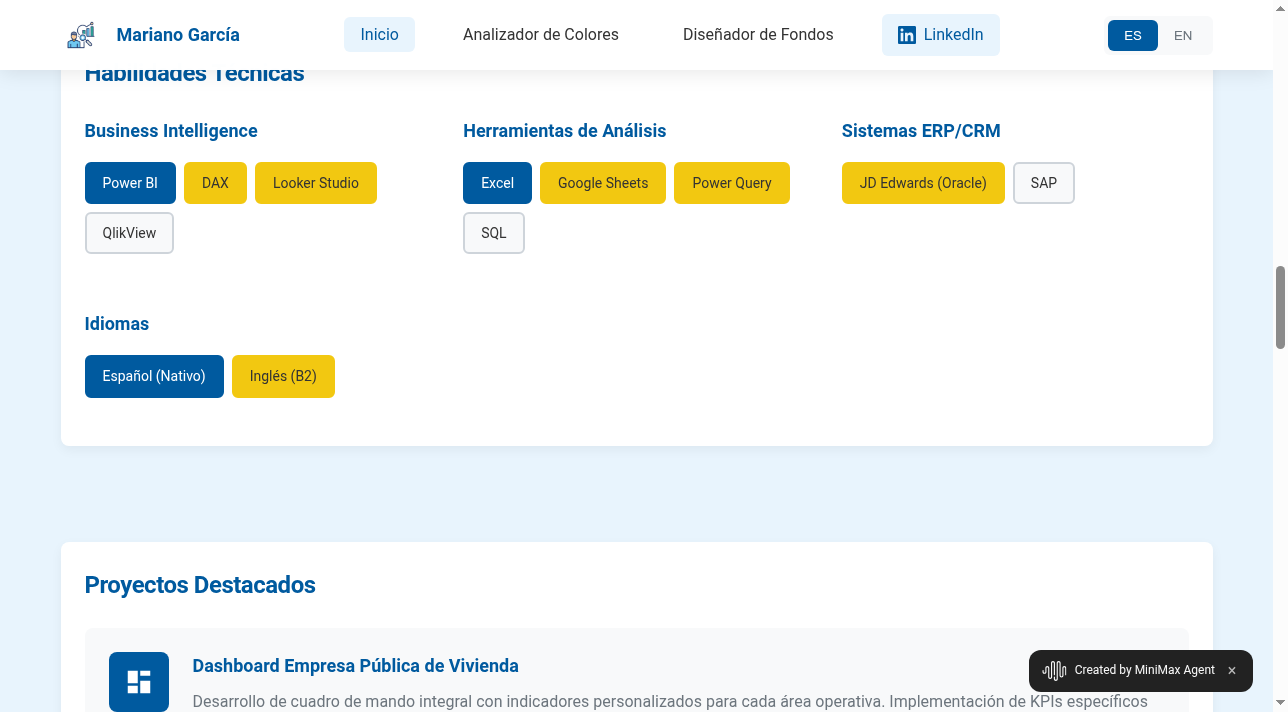 Mariano García
Inicio
Analizador de Colores
Diseñador de Fondos
LinkedIn
ES
EN
Habilidades Técnicas
Business Intelligence
Power BI
DAX
Looker Studio
QlikView
Herramientas de Análisis
Excel
Google Sheets
Power Query
SQL
Sistemas ERP/CRM
JD Edwards (Oracle)
SAP
Idiomas
Español (Nativo)
Inglés (B2)
Proyectos Destacados
Dashboard Empresa Pública de Vivienda
Desarrollo de cuadro de mando integral con indicadores personalizados para cada área operativa. Implementación de KPIs específicos
Created by MiniMax Agent
×